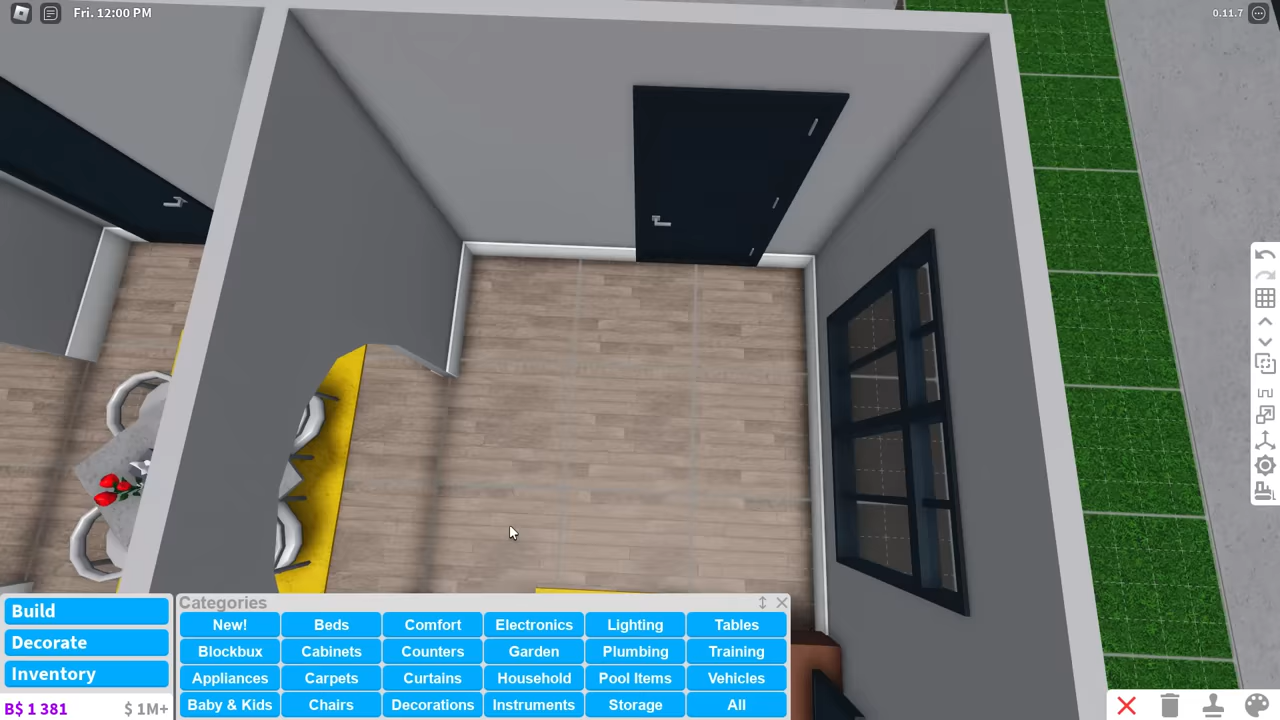 Fri. 12:00 PM
0.11.7
Build
Decorate
Inventory
B$ 1 381
$ 1M+
Categories
New! Beds Comfort Electronics Lighting Tables
Blockbux Cabinets Counters Garden Plumbing Training
Appliances Carpets Curtains Household Pool Items Vehicles
Baby & Kids Chairs Decorations Instruments Storage All